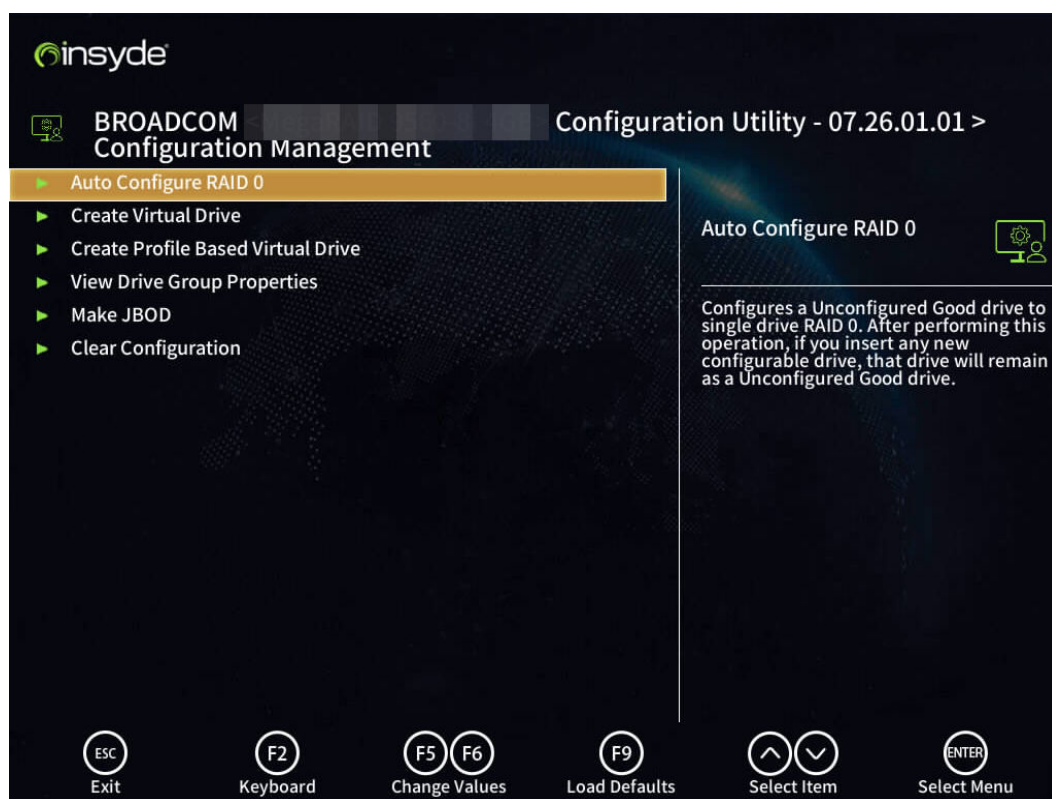 insyde
BROADCOM Configuration Utility - 07.26.01.01 >
Configuration Management
Auto Configure RAID 0
Create Virtual Drive
Create Profile Based Virtual Drive
View Drive Group Properties
Make JBOD
Clear Configuration
Auto Configure RAID 0
Configures a Unconfigured Good drive to
single drive RAID 0. After performing this
operation, if you insert any new
configurable drive, that drive will remain
as a Unconfigured Good drive.
ESC F2 F5 F6 F9 ENTER
Exit Keyboard Change Values Load Defaults Select Item Select Menu